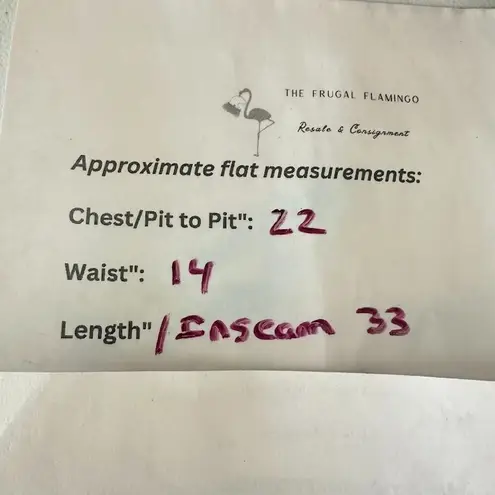 THE FRUGAL FLAMINGO
Resale & Consignment
Approximate flat measurements:
Chest/Pit to Pit": 22
Waist": 14
Length" / Inseam 33